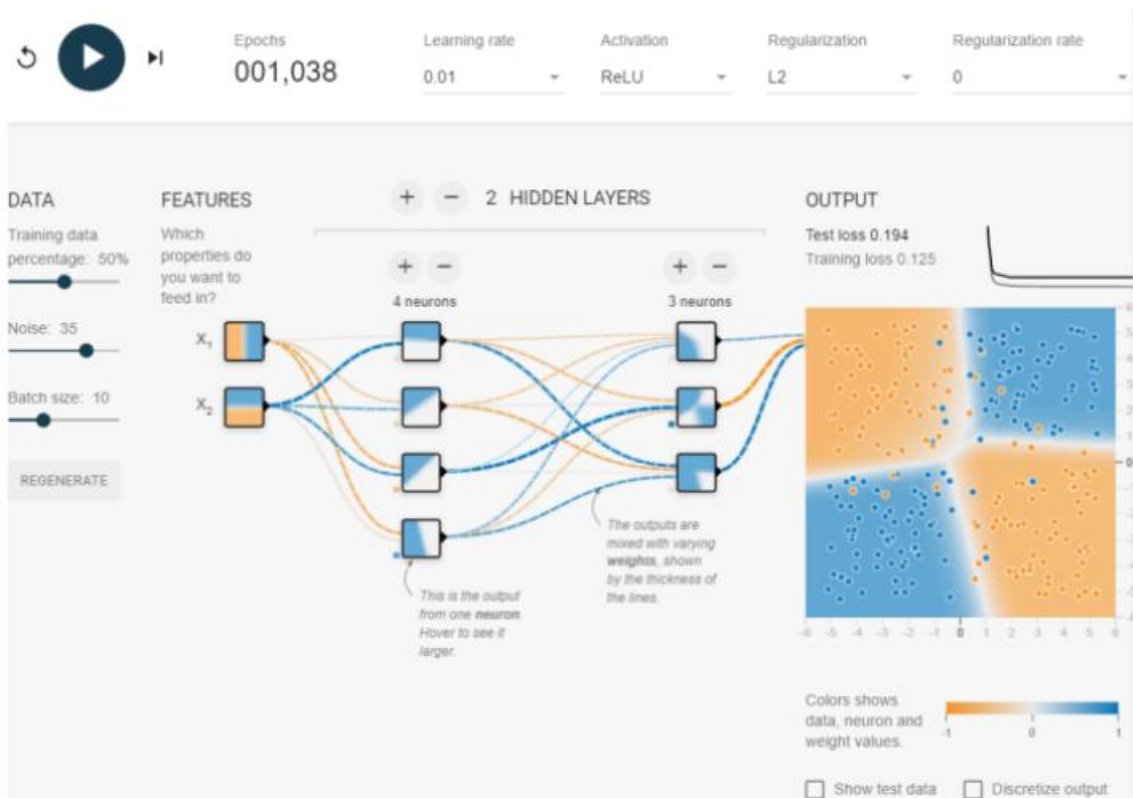 Epochs
001,038
Learning rate
0.01
Activation
ReLU
Regularization
L2
Regularization rate
0
DATA
Training data
percentage: 50%
Noise: 35
Batch size: 10
REGENERATE
FEATURES
Which
properties do
you want to
feed in?
X₁
X₂
+ − 2 HIDDEN LAYERS
+ −
4 neurons
+ −
3 neurons
This is the output
from one neuron.
Hover to see it
larger.
The outputs are
mixed with varying
weights, shown
by the thickness of
the lines.
OUTPUT
Test loss 0.194
Training loss 0.125
0
-6 -5 -4 -3 -2 -1 0 1 2 3 4 5 6
Colors shows
data, neuron and
weight values.
-1 0 1
Show test data
Discretize output